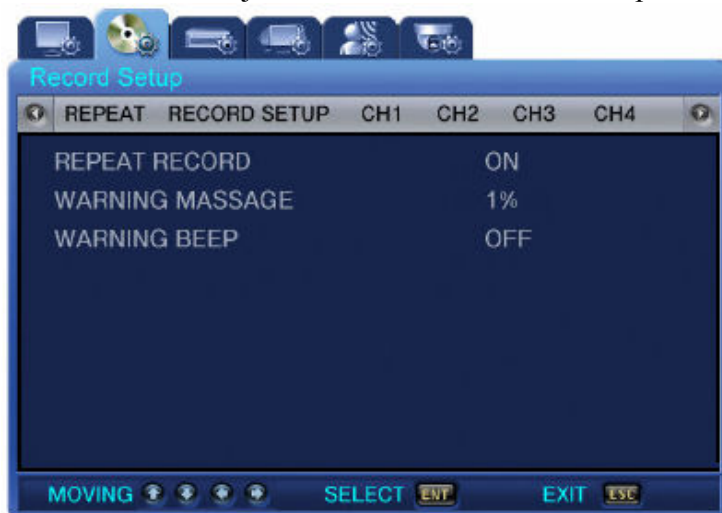 Record Setup
REPEAT RECORD SETUP CH1 CH2 CH3 CH4
REPEAT RECORD ON
WARNING MASSAGE 1%
WARNING BEEP OFF
MOVING SELECT ENT EXIT ESC